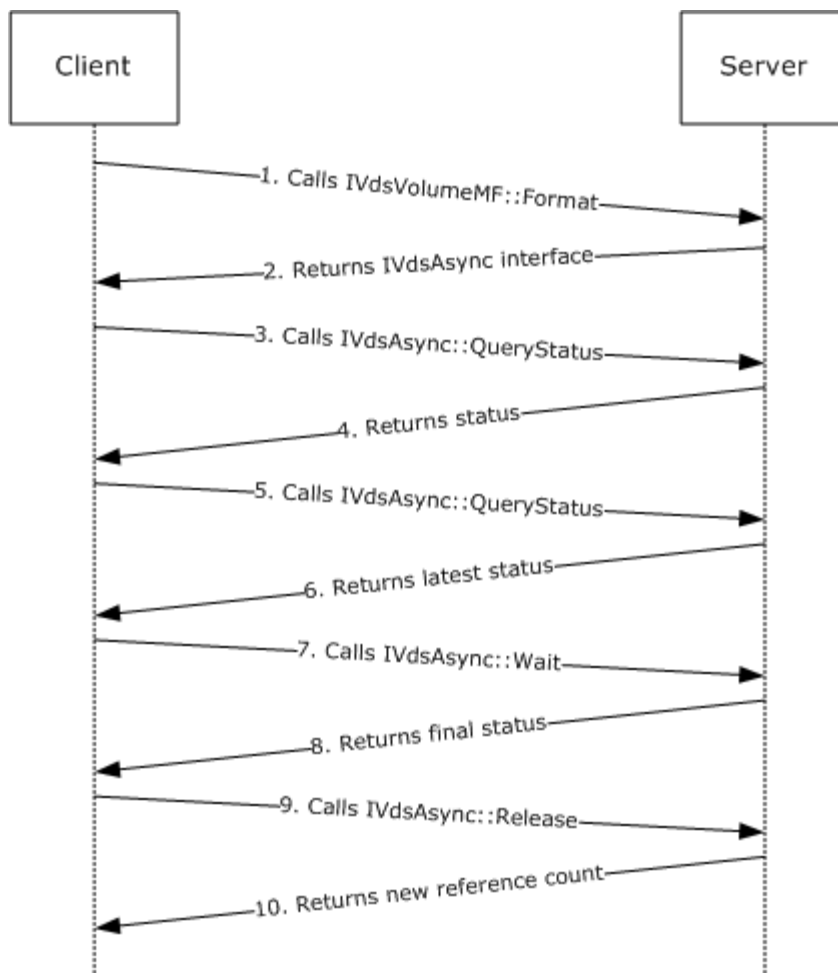 Client
Server
1. Calls IVdsVolumeMF::Format
2. Returns IVdsAsync interface
3. Calls IVdsAsync::QueryStatus
4. Returns status
5. Calls IVdsAsync::QueryStatus
6. Returns latest status
7. Calls IVdsAsync::Wait
8. Returns final status
9. Calls IVdsAsync::Release
10. Returns new reference count